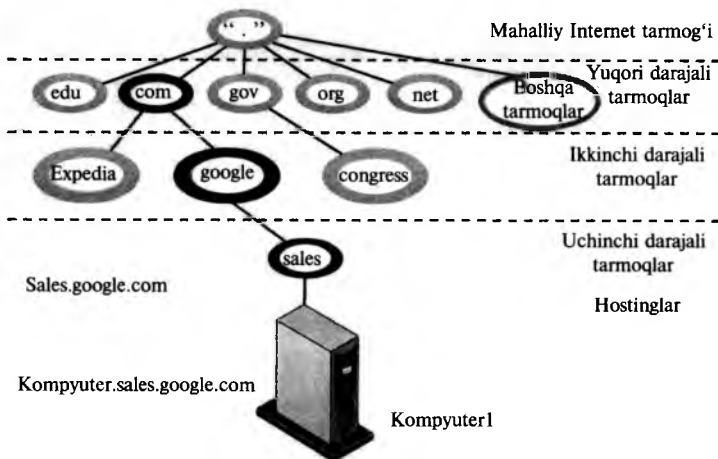 "."
Mahalliy Internet tarmog‘i
edu com gov org net
Boshqa
tarmoqlar
Yuqori darajali
tarmoqlar
Expedia google congress
Ikkinchi darajali
tarmoqlar
sales
Uchinchi darajali
tarmoqlar
Sales.google.com
Hostinglar
Kompyuter.sales.google.com
Kompyuter1